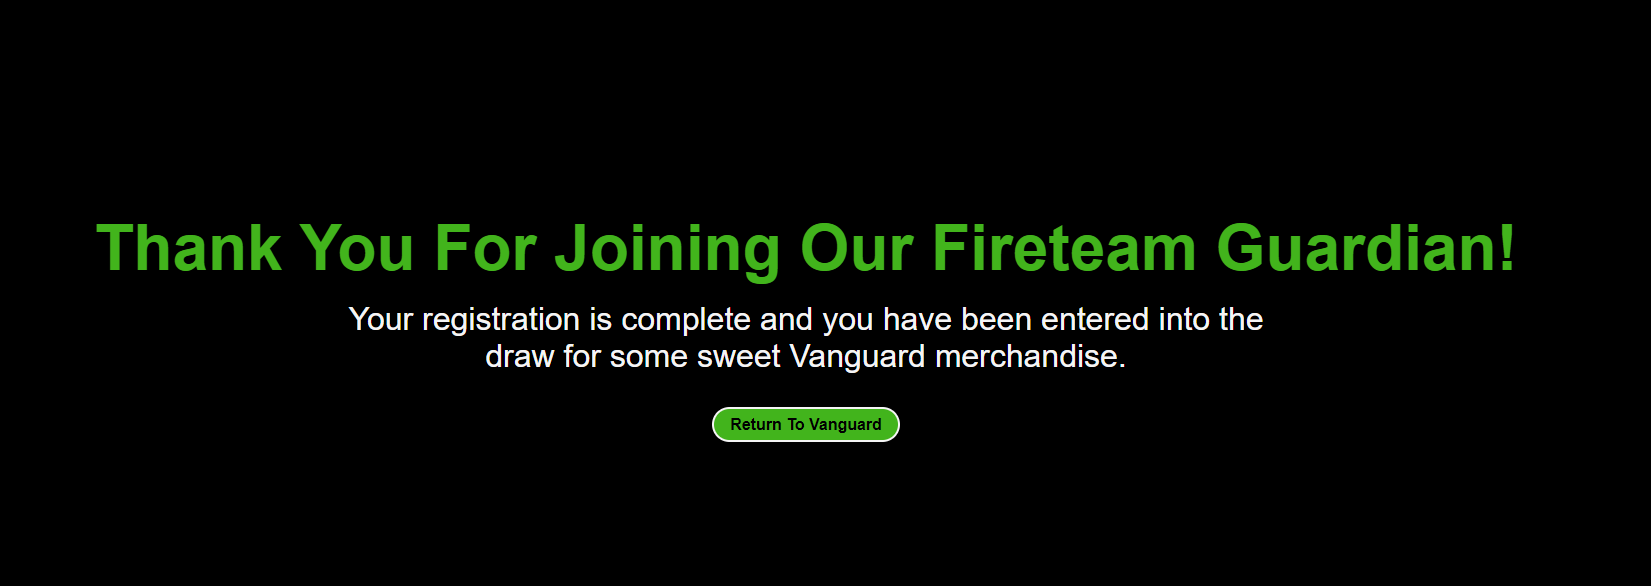 Thank You For Joining Our Fireteam Guardian!
Your registration is complete and you have been entered into the
draw for some sweet Vanguard merchandise.
Return To Vanguard